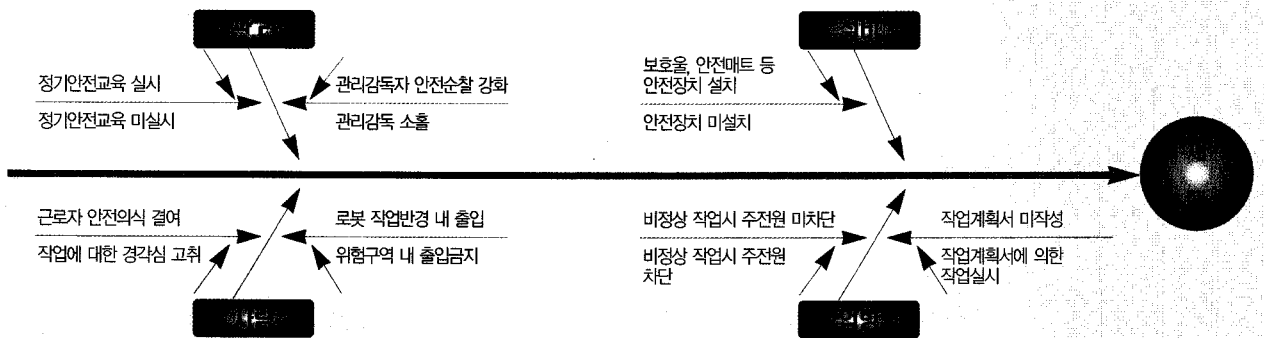 정기안전교육 실시
정기안전교육 미실시
관리감독자 안전순찰 강화
관리감독 소홀
보호울, 안전매트 등
안전장치 설치
안전장치 미설치
근로자 안전의식 결여
작업에 대한 경각심 고취
로봇 작업반경 내 출입
위험구역 내 출입금지
비정상 작업시 주전원 미차단
비정상 작업시 주전원
차단
작업계획서 미작성
작업계획서에 의한
작업실시